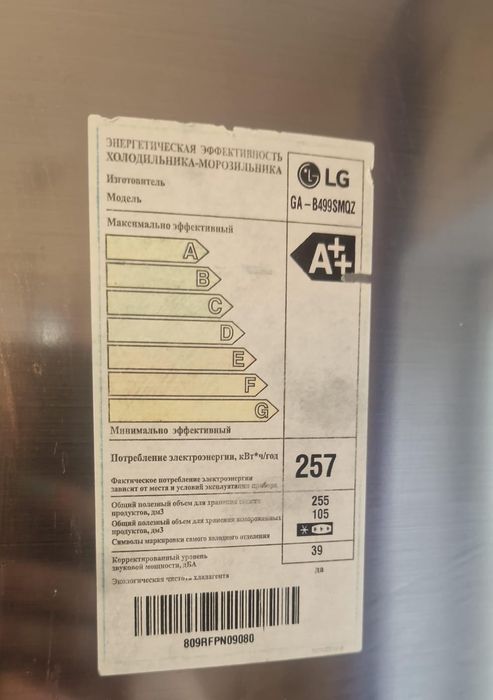 ЭНЕРГЕТИЧЕСКАЯ ЭФФЕКТИВНОСТЬ
ХОЛОДИЛЬНИКА-МОРОЗИЛЬНИКА
Изготовитель
LG
Модель
GA-B499SMQZ
Максимально эффективный
A
A++
B
C
D
E
F
G
Минимально эффективный
Потребление электроэнергии, кВт*ч/год
257
Фактическое потребление электроэнергии
зависит от места и условий эксплуатации прибора
Общий полезный объем для хранения свежих
продуктов, дм3
255
Общий полезный объем для хранения замороженных
продуктов, дм3
105
Символы маркировки самого холодного отделения
Корректированный уровень
звуковой мощности, дБА
39
Экологическая чистота хладагента
да
809RFPN09080